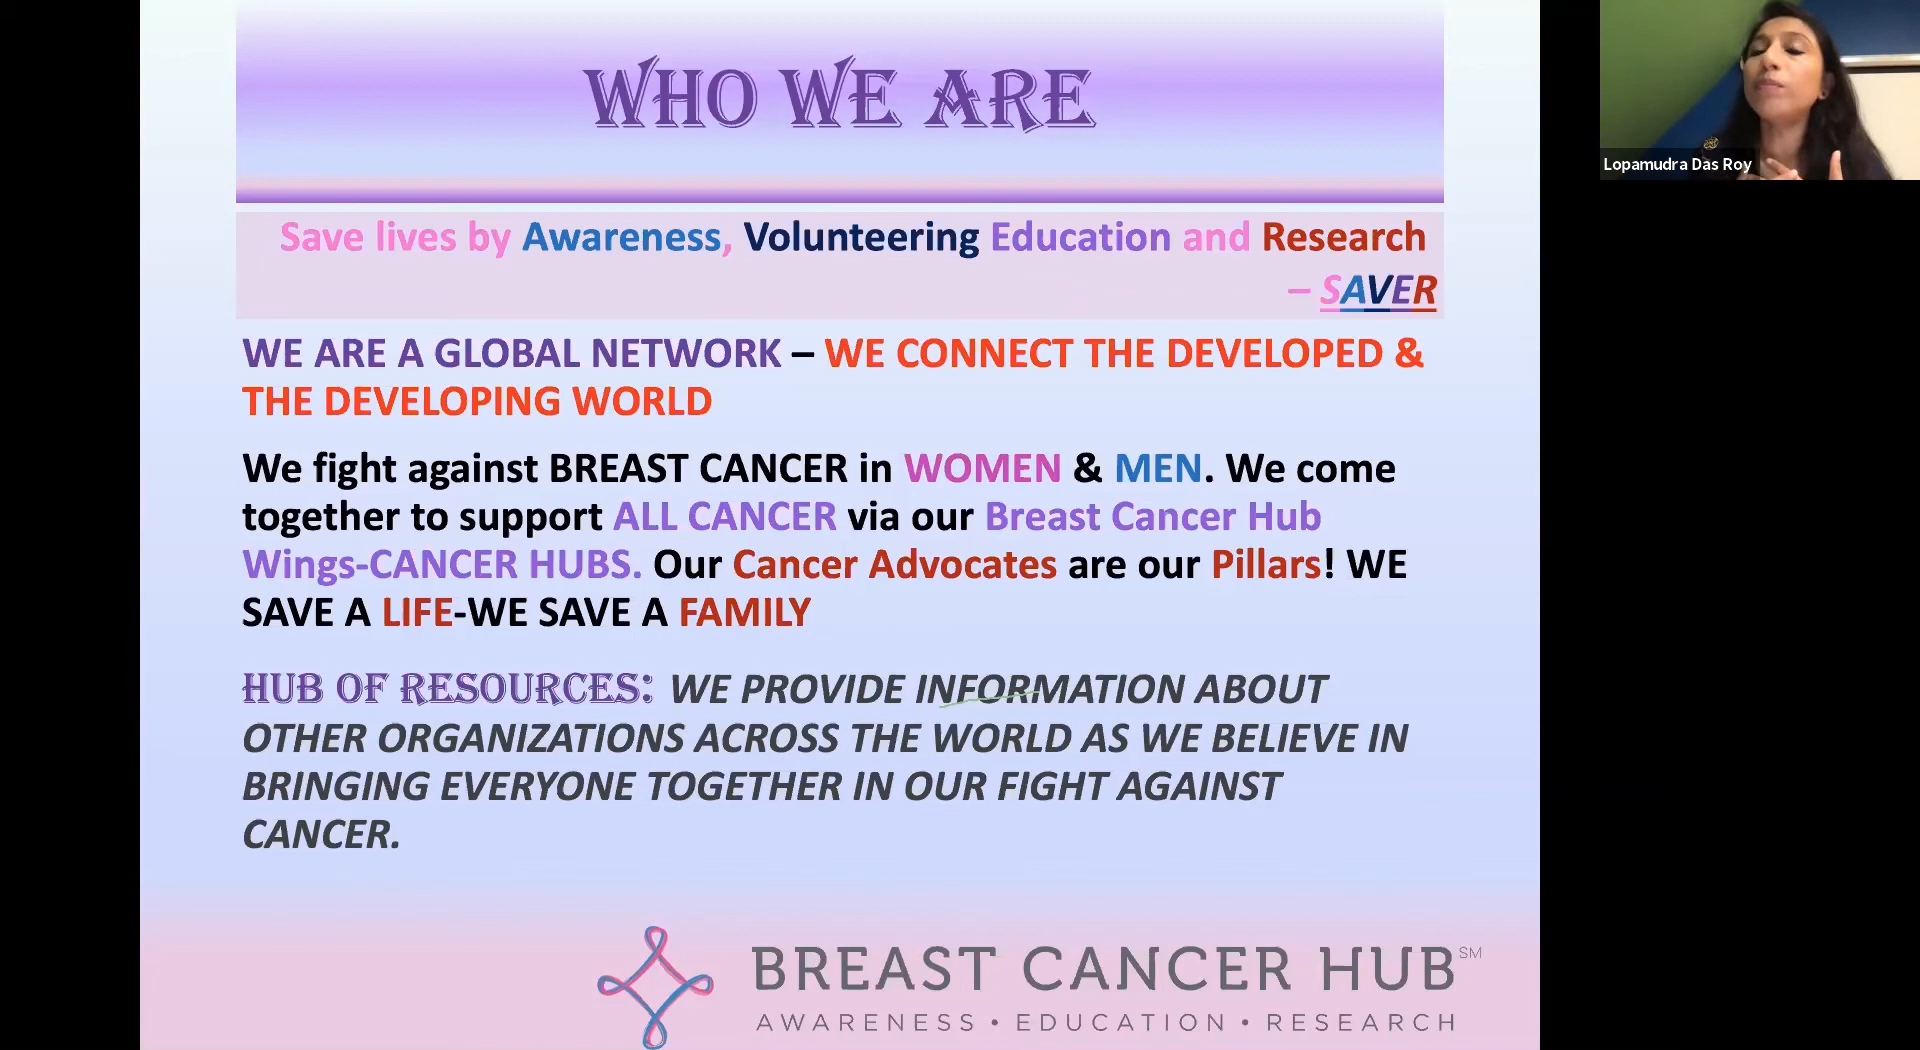 WHO WE ARE
Save lives by Awareness, Volunteering Education and Research
– SAVER
WE ARE A GLOBAL NETWORK – WE CONNECT THE DEVELOPED &
THE DEVELOPING WORLD
We fight against BREAST CANCER in WOMEN & MEN. We come
together to support ALL CANCER via our Breast Cancer Hub
Wings-CANCER HUBS. Our Cancer Advocates are our Pillars! WE
SAVE A LIFE-WE SAVE A FAMILY
HUB OF RESOURCES: WE PROVIDE INFORMATION ABOUT
OTHER ORGANIZATIONS ACROSS THE WORLD AS WE BELIEVE IN
BRINGING EVERYONE TOGETHER IN OUR FIGHT AGAINST
CANCER.
BREAST CANCER HUB SM
AWARENESS • EDUCATION • RESEARCH
Lopamudra Das Roy